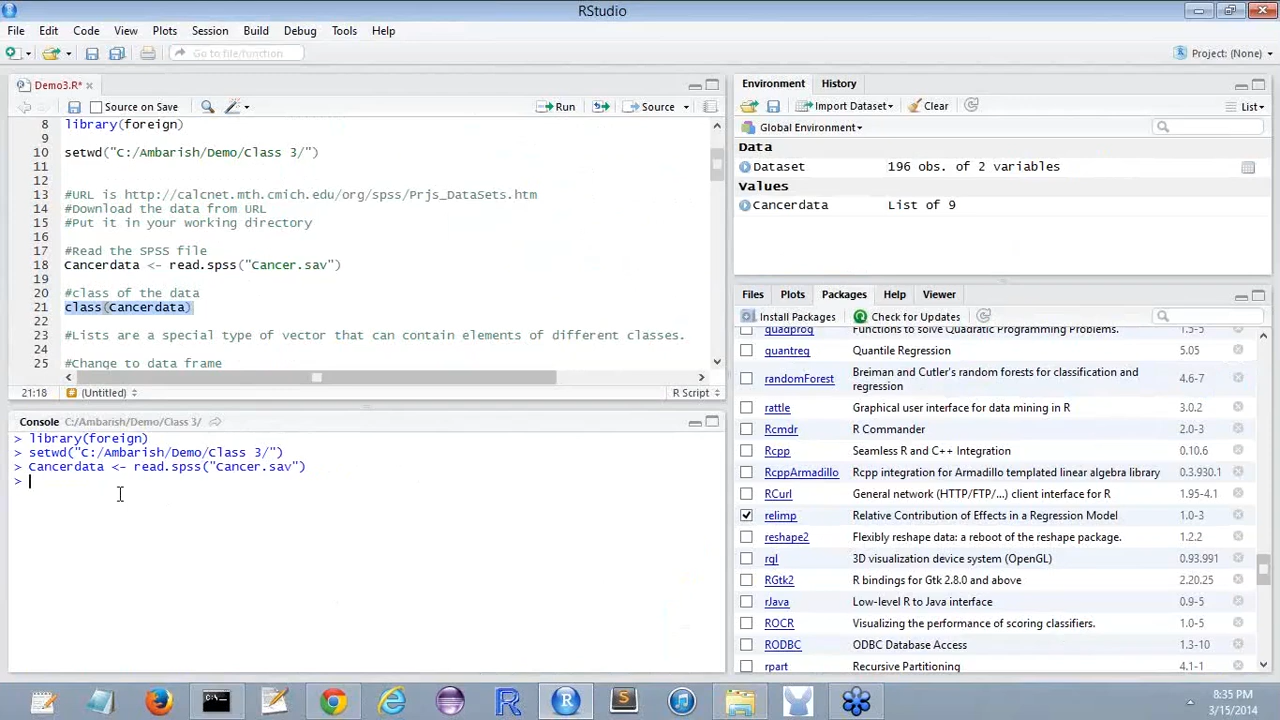 RStudio
File Edit Code View Plots Session Build Debug Tools Help
Go to file/function
Project: (None)
Demo3.R*
Source on Save
Run
Source
8 library(foreign)
9
10 setwd("C:/Ambarish/Demo/Class 3/")
11
12
13 #URL is http://calcnet.mth.cmich.edu/org/spss/Prjs_DataSets.htm
14 #Download the data from URL
15 #Put it in your working directory
16
17 #Read the SPSS file
18 Cancerdata <- read.spss("Cancer.sav")
19
20 #class of the data
21 class(Cancerdata)
22
23 #Lists are a special type of vector that can contain elements of different classes.
24
25 #Change to data frame
21:18 (Untitled) R Script
Console C:/Ambarish/Demo/Class 3/
> library(foreign)
> setwd("C:/Ambarish/Demo/Class 3/")
> Cancerdata <- read.spss("Cancer.sav")
>
Environment History
Import Dataset Clear List
Global Environment
Data
Dataset 196 obs. of 2 variables
Values
Cancerdata List of 9
Files Plots Packages Help Viewer
Install Packages Check for Updates
quadprog Functions to solve Quadratic Programming Problems. 1.5-5
quantreg Quantile Regression 5.05
randomForest Breiman and Cutler's random forests for classification and regression 4.6-7
rattle Graphical user interface for data mining in R 3.0.2
Rcmdr R Commander 2.0-3
Rcpp Seamless R and C++ Integration 0.10.6
RcppArmadillo Rcpp integration for Armadillo templated linear algebra library 0.3.930.1
RCurl General network (HTTP/FTP/...) client interface for R 1.95-4.1
relimp Relative Contribution of Effects in a Regression Model 1.0-3
reshape2 Flexibly reshape data: a reboot of the reshape package. 1.2.2
rgl 3D visualization device system (OpenGL) 0.93.991
RGtk2 R bindings for Gtk 2.8.0 and above 2.20.25
rJava Low-level R to Java interface 0.9-5
ROCR Visualizing the performance of scoring classifiers. 1.0-5
RODBC ODBC Database Access 1.3-10
rpart Recursive Partitioning 4.1-1
8:35 PM
3/15/2014